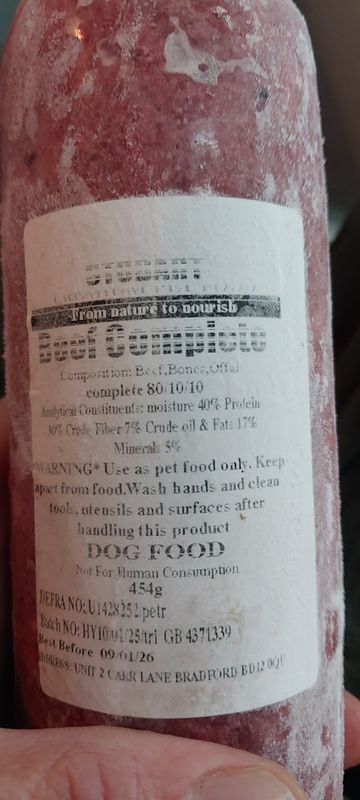 From nature to nourish
Beef Complete
Composition: Beef,Bones,Offal
complete 80/10/10
Analytical Constituents: moisture 40% Protein
30% Crude Fiber 7% Crude oil & Fats 17%
Minerals 5%
WARNING* Use as pet food only. Keep
apart from food.Wash hands and clean
tools, utensils and surfaces after
handling this product
DOG FOOD
Not For Human Consumption
454g
DEFRA NO:U1428252 petr
Batch NO: HY10/01/25/trl GB 4371339
Best Before 09/01/26
ADDRESS: UNIT 2 CARR LANE BRADFORD BD12 0QU